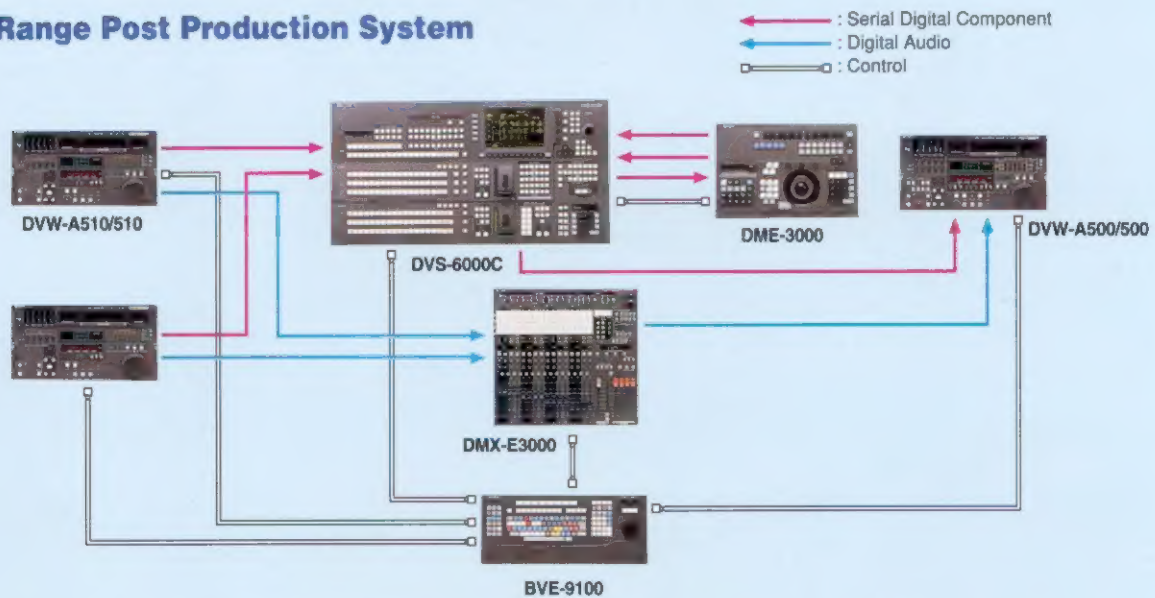 Range Post Production System
: Serial Digital Component
: Digital Audio
: Control
DVW-A510/510
DVS-6000C
DME-3000
DVW-A500/500
DMX-E3000
BVE-9100